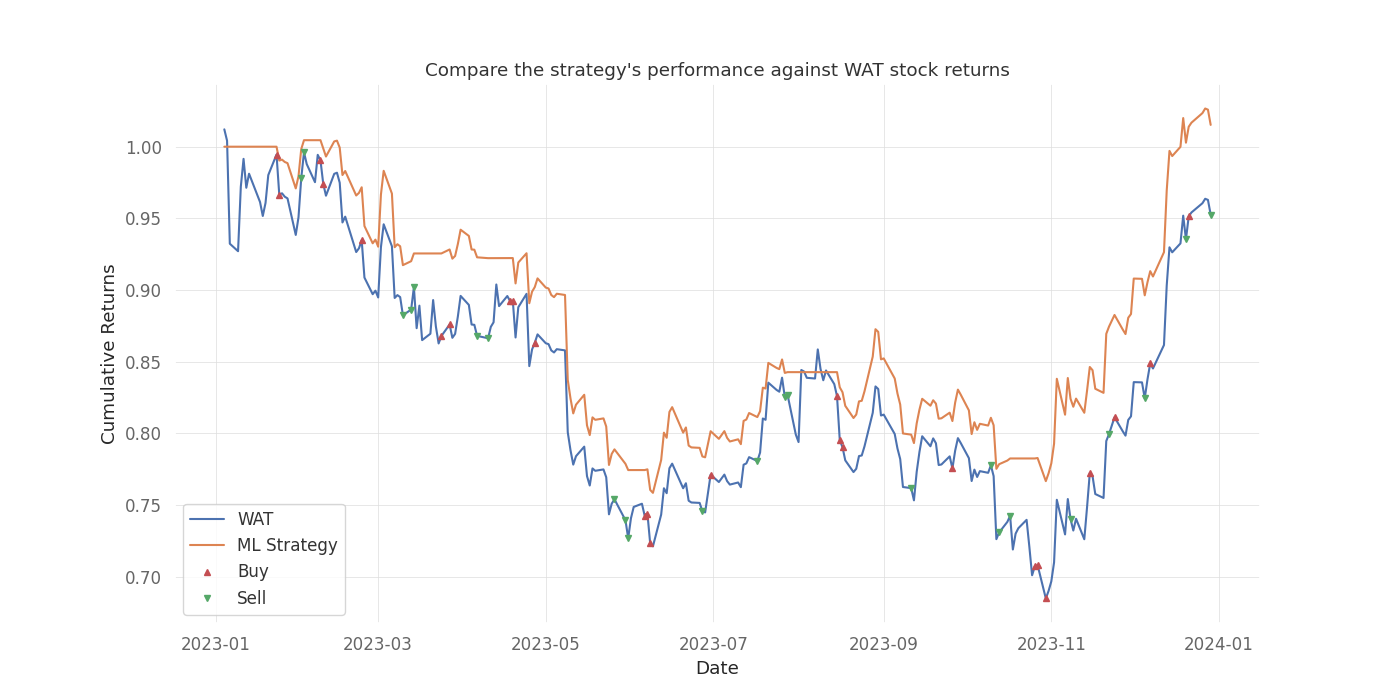 Compare the strategy's performance against WAT stock returns
Cumulative Returns
1.00
0.95
0.90
0.85
0.80
0.75
0.70
WAT
ML Strategy
Buy
Sell
2023-01 2023-03 2023-05 2023-07 2023-09 2023-11 2024-01
Date